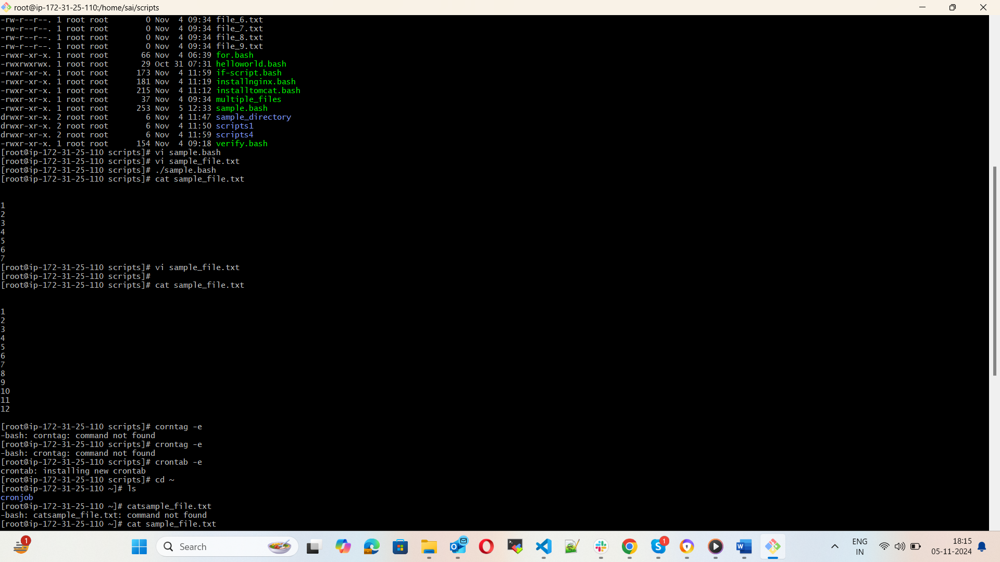 root@ip-172-31-25-110:/home/sai/scripts
-rw-r--r--. 1 root root        0 Nov  4 09:34 file_6.txt
-rw-r--r--. 1 root root        0 Nov  4 09:34 file_7.txt
-rw-r--r--. 1 root root        0 Nov  4 09:34 file_8.txt
-rw-r--r--. 1 root root        0 Nov  4 09:34 file_9.txt
-rwxr-xr-x. 1 root root       66 Nov  4 06:39 for.bash
-rwxrwxrwx. 1 root root       29 Oct 31 07:31 helloworld.bash
-rwxr-xr-x. 1 root root      173 Nov  4 11:59 if-script.bash
-rwxr-xr-x. 1 root root      181 Nov  4 11:19 installnginx.bash
-rwxr-xr-x. 1 root root      215 Nov  4 11:12 installtomcat.bash
-rwxr-xr-x. 1 root root       37 Nov  4 09:34 multiple_files
-rwxr-xr-x. 1 root root      253 Nov  5 12:33 sample.bash
drwxr-xr-x. 2 root root        6 Nov  4 11:47 sample_directory
drwxr-xr-x. 2 root root        6 Nov  4 11:50 scripts1
drwxr-xr-x. 2 root root        6 Nov  4 11:59 scripts4
-rwxr-xr-x. 1 root root      154 Nov  4 09:18 verify.bash
[root@ip-172-31-25-110 scripts]# vi sample.bash
[root@ip-172-31-25-110 scripts]# vi sample_file.txt
[root@ip-172-31-25-110 scripts]# ./sample.bash
[root@ip-172-31-25-110 scripts]# cat sample_file.txt
1
2
3
4
5
6
7
[root@ip-172-31-25-110 scripts]# vi sample_file.txt
[root@ip-172-31-25-110 scripts]#
[root@ip-172-31-25-110 scripts]# cat sample_file.txt
1
2
3
4
5
6
7
8
9
10
11
12
[root@ip-172-31-25-110 scripts]# corntag -e
-bash: corntag: command not found
[root@ip-172-31-25-110 scripts]# crontag -e
-bash: crontag: command not found
[root@ip-172-31-25-110 scripts]# crontab -e
crontab: installing new crontab
[root@ip-172-31-25-110 scripts]# cd ~
[root@ip-172-31-25-110 ~]# ls
cronjob
[root@ip-172-31-25-110 ~]# catsample_file.txt
-bash: catsample_file.txt: command not found
[root@ip-172-31-25-110 ~]# cat sample_file.txt
1
Search
1
ENG
IN
18:15
05-11-2024